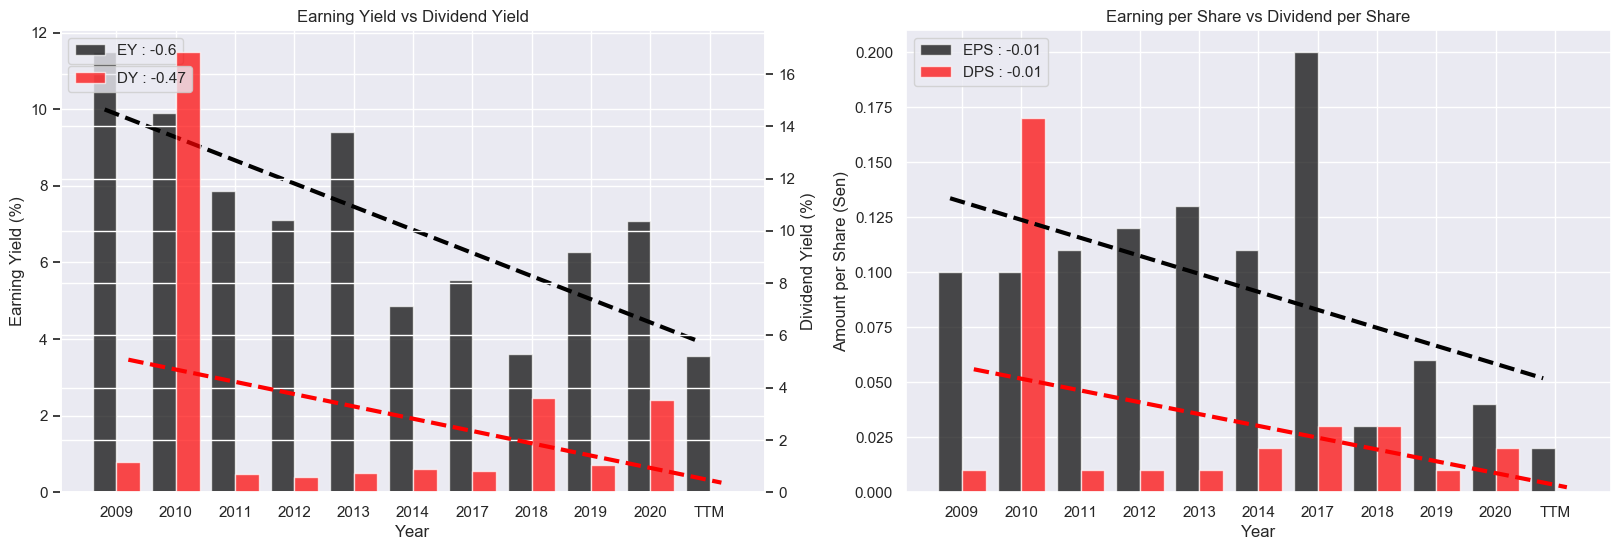 Earning Yield vs Dividend Yield
EY : -0.6
DY : -0.47
12
10
8
6
4
2
0
Earning Yield (%)
16
14
12
10
8
6
4
2
0
Dividend Yield (%)
2009 2010 2011 2012 2013 2014 2017 2018 2019 2020 TTM
Year
Earning per Share vs Dividend per Share
EPS : -0.01
DPS : -0.01
0.200
0.175
0.150
0.125
0.100
0.075
0.050
0.025
0.000
Amount per Share (Sen)
2009 2010 2011 2012 2013 2014 2017 2018 2019 2020 TTM
Year